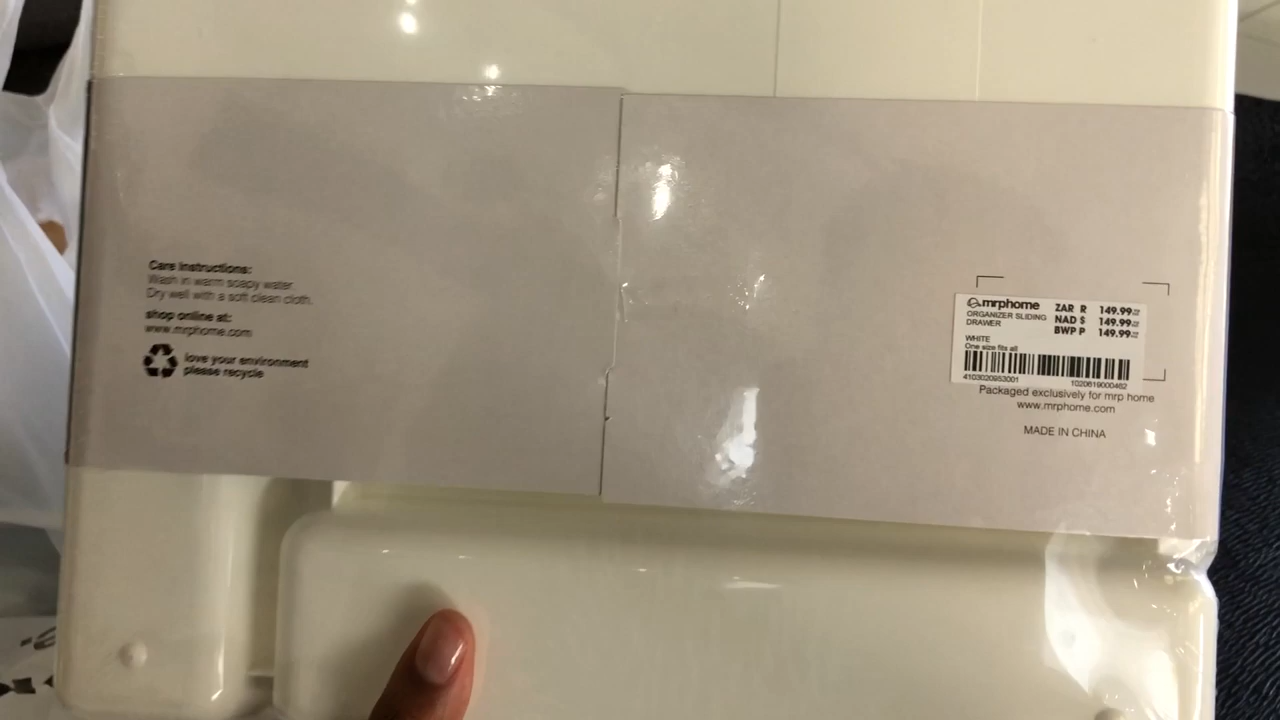 Care Instructions:
Wash in warm soapy water.
Dry well with a soft clean cloth.
shop online at:
www.mrphome.com
love your environment
please recycle
mrphome
ORGANIZER SLIDING
DRAWER
ZAR R 149.99
NAD $ 149.99
BWP P 149.99
WHITE
One size fits all
4103020953001 1020619000462
Packaged exclusively for mrp home
www.mrphome.com
MADE IN CHINA